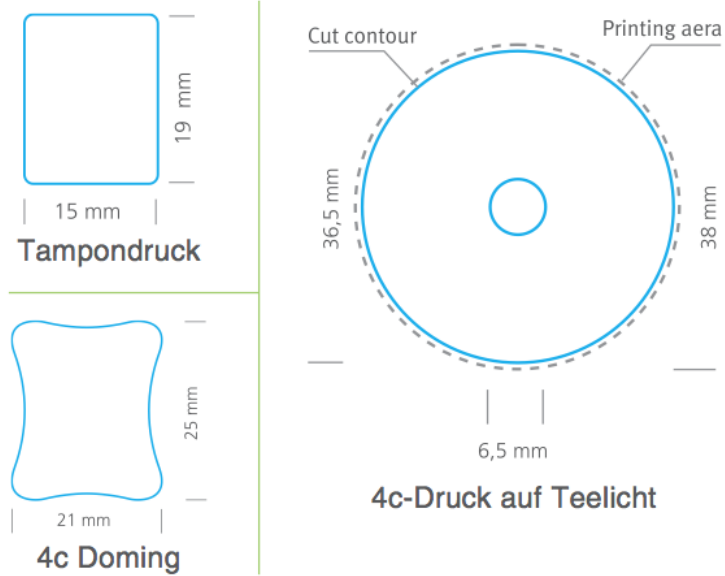 19 mm
15 mm
Tampondruck
25 mm
21 mm
4c Doming
Cut contour
Printing aera
36,5 mm
38 mm
6,5 mm
4c-Druck auf Teelicht